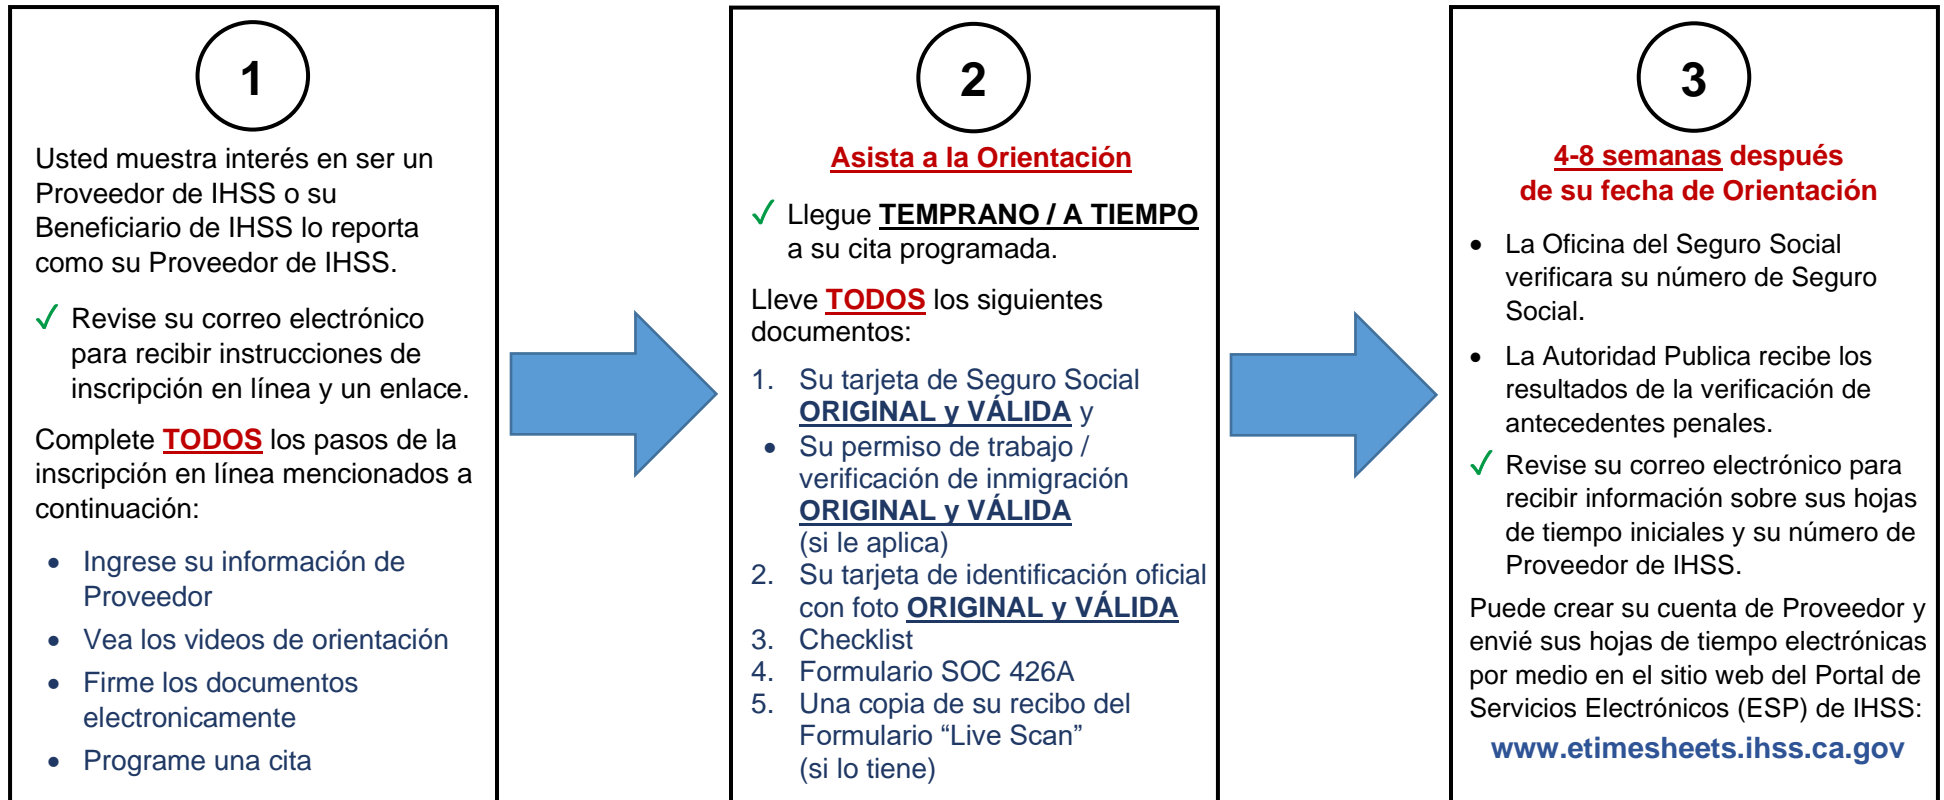 1
Usted muestra interés en ser un
Proveedor de IHSS o su
Beneficiario de IHSS lo reporta
como su Proveedor de IHSS.
✓ Revise su correo electrónico
para recibir instrucciones de
inscripción en línea y un enlace.
Complete TODOS los pasos de la
inscripción en línea mencionados a
continuación:
• Ingrese su información de
Proveedor
• Vea los videos de orientación
• Firme los documentos
electronicamente
• Programe una cita
2
Asista a la Orientación
✓ Llegue TEMPRANO / A TIEMPO
a su cita programada.
Lleve TODOS los siguientes
documentos:
1. Su tarjeta de Seguro Social
ORIGINAL y VÁLIDA y
• Su permiso de trabajo /
verificación de inmigración
ORIGINAL y VÁLIDA
(si le aplica)
2. Su tarjeta de identificación oficial
con foto ORIGINAL y VÁLIDA
3. Checklist
4. Formulario SOC 426A
5. Una copia de su recibo del
Formulario “Live Scan”
(si lo tiene)
3
4-8 semanas después
de su fecha de Orientación
• La Oficina del Seguro Social
verificara su número de Seguro
Social.
• La Autoridad Publica recibe los
resultados de la verificación de
antecedentes penales.
✓ Revise su correo electrónico para
recibir información sobre sus hojas
de tiempo iniciales y su número de
Proveedor de IHSS.
Puede crear su cuenta de Proveedor y
envié sus hojas de tiempo electrónicas
por medio en el sitio web del Portal de
Servicios Electrónicos (ESP) de IHSS:
www.etimesheets.ihss.ca.gov